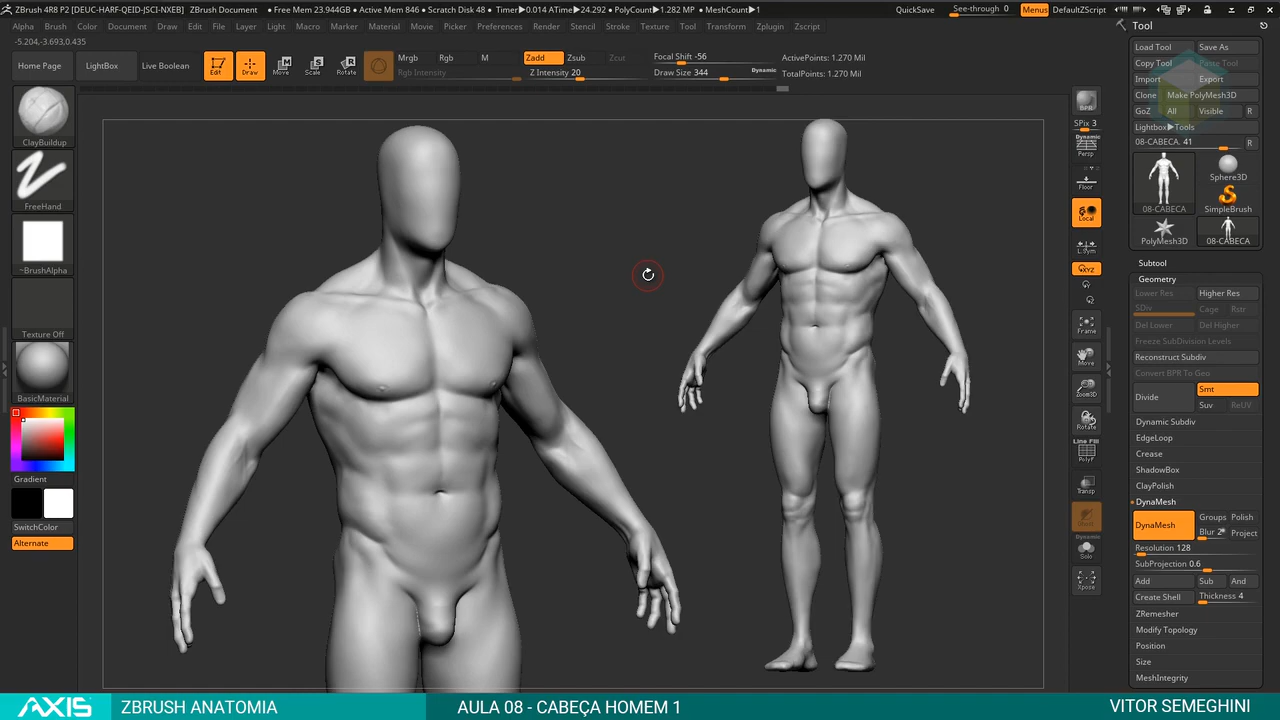 ZBrush 4R8 P2 [DEUC-HARF-QEID-JSCI-NXEB] ZBrush Document • Free Mem 23.944GB • Active Mem 846 • Scratch Disk 48 • Timer▶0.014 ATime▶24.292 • PolyCount▶1.282 MP • MeshCount▶1 QuickSave See-through 0 Menus DefaultZScript
Alpha Brush Color Document Draw Edit File Layer Light Macro Marker Material Movie Picker Preferences Render Stencil Stroke Texture Tool Transform Zplugin Zscript
-5.204,-3.693,0.435
Home Page LightBox Live Boolean Edit Draw Move Scale Rotate
Mrgb Rgb M Zadd Zsub Zcut Focal Shift -56 ActivePoints: 1.270 Mil
Rgb Intensity Z Intensity 20 Draw Size 344 Dynamic TotalPoints: 1.270 Mil
ClayBuildup
FreeHand
~BrushAlpha
Texture Off
BasicMaterial
Gradient
SwitchColor
Alternate
BPR
SPix 3
Dynamic
Persp
Floor
Local
L.Sym
XYZ
Frame
Move
Zoom3D
Rotate
Line Fill
PolyF
Transp
Ghost
Dynamic
Solo
Xpose
Tool
Load Tool Save As
Copy Tool Paste Tool
Import Export
Clone Make PolyMesh3D
GoZ All Visible R
Lightbox▶Tools
08-CABECA. 41 R
08-CABECA Sphere3D
SimpleBrush
PolyMesh3D 08-CABECA
Subtool
Geometry
Lower Res Higher Res
SDiv Cage Rstr
Del Lower Del Higher
Freeze SubDivision Levels
Reconstruct Subdiv
Convert BPR To Geo
Divide Smt
Suv ReUV
Dynamic Subdiv
EdgeLoop
Crease
ShadowBox
ClayPolish
DynaMesh
DynaMesh Groups Polish
Blur 2 Project
Resolution 128
SubProjection 0.6
Add Sub And
Create Shell Thickness 4
ZRemesher
Modify Topology
Position
Size
MeshIntegrity
AXIS ZBRUSH ANATOMIA AULA 08 - CABEÇA HOMEM 1 VITOR SEMEGHINI